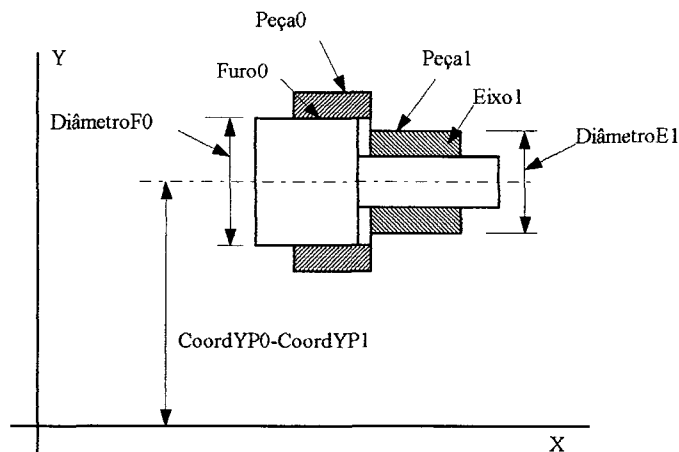 Peça0
Y
Peça1
Furo0
Eixo1
DiâmetroF0
DiâmetroE1
CoordYP0-CoordYP1
X